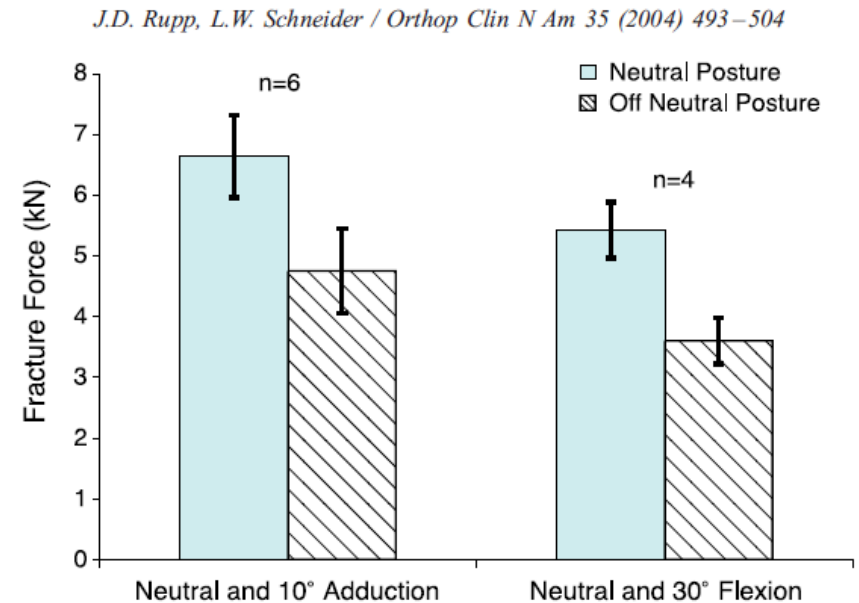 J.D. Rupp, L.W. Schneider / Orthop Clin N Am 35 (2004) 493–504
8
7
6
5
4
3
2
1
0
Fracture Force (kN)
n=6
n=4
Neutral Posture
Off Neutral Posture
Neutral and 10° Adduction
Neutral and 30° Flexion